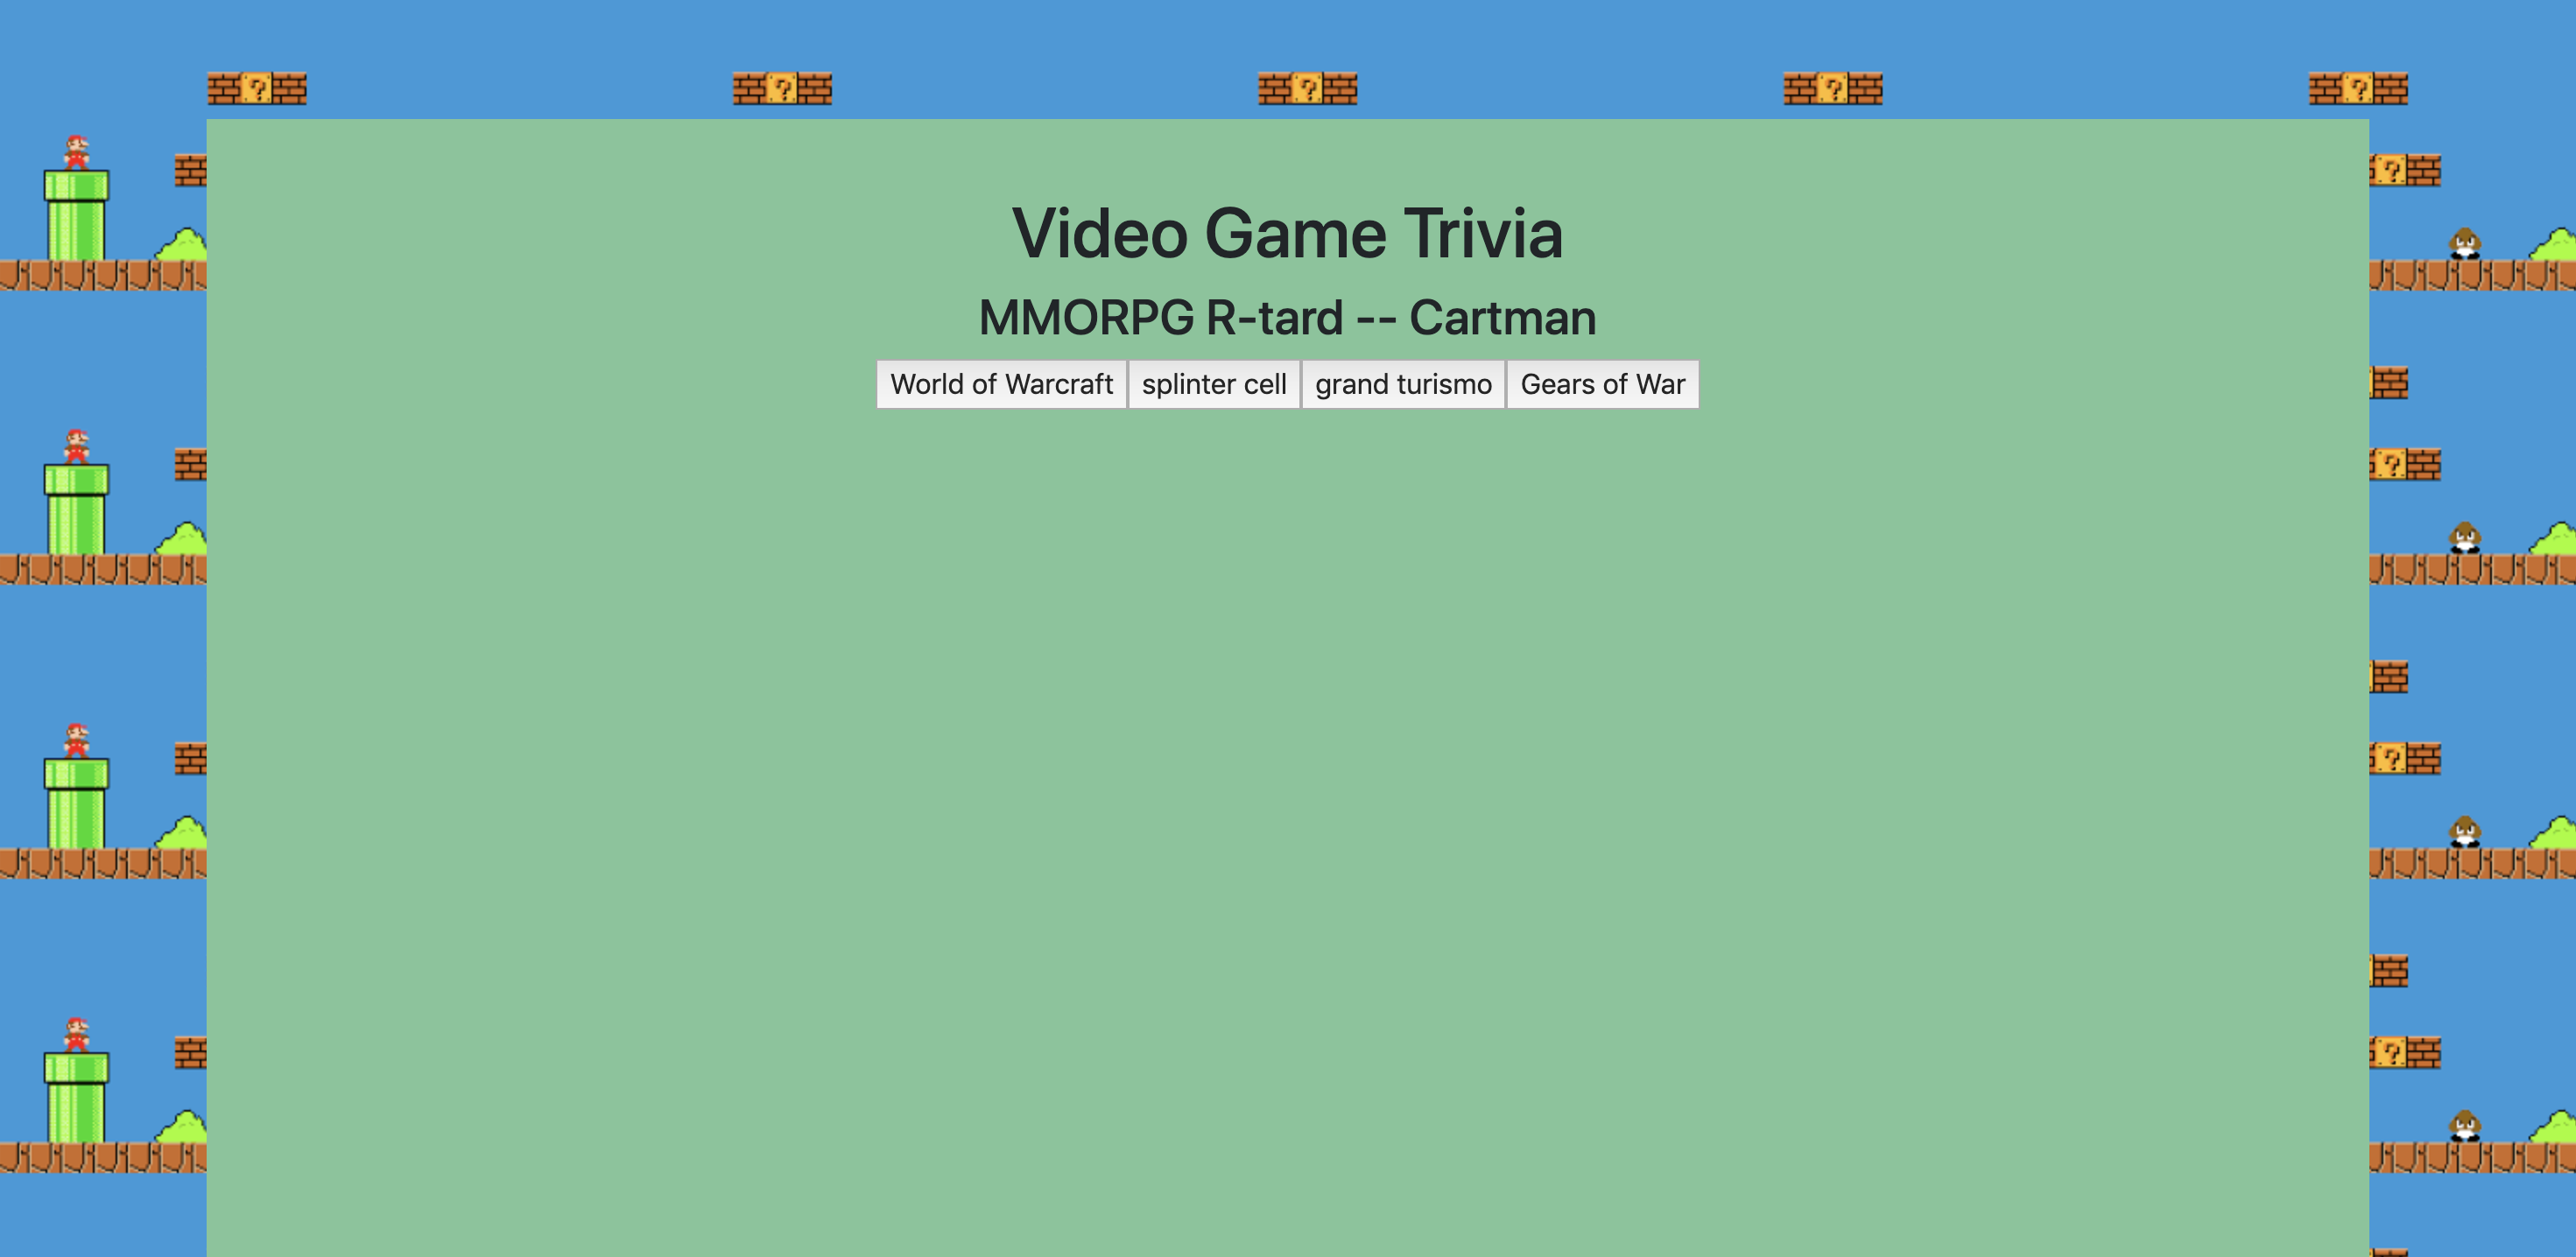 Video Game Trivia
MMORPG R-tard -- Cartman
World of Warcraft splinter cell grand turismo Gears of War